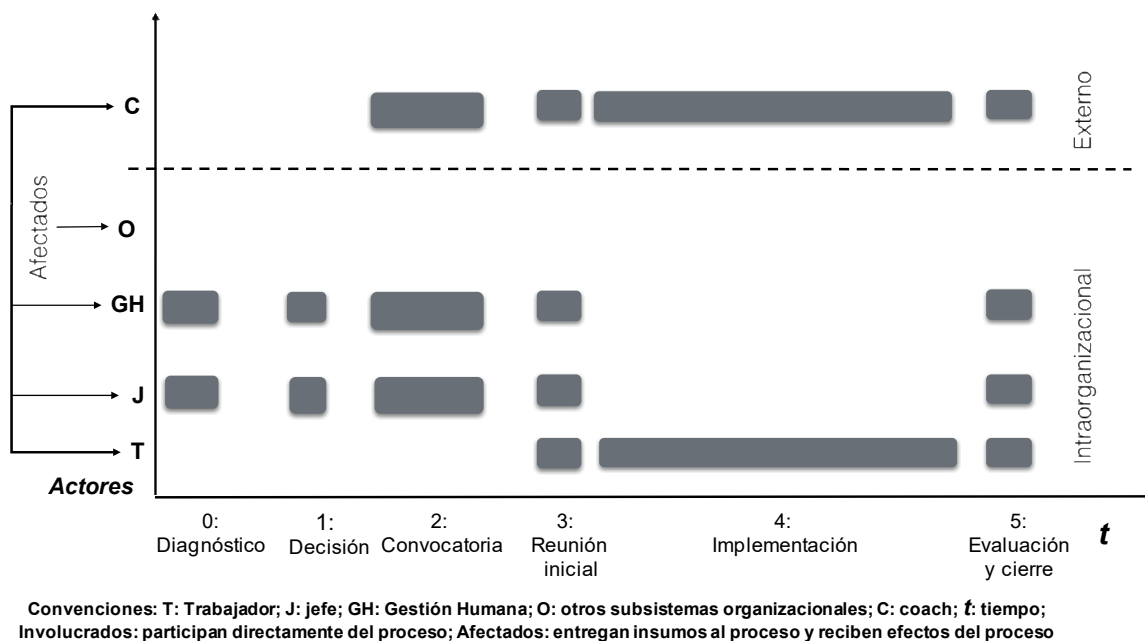 C
Externo
Afectados
O
GH
J
Intraorganizacional
T
Actores
0:
Diagnóstico
1:
Decisión
2:
Convocatoria
3:
Reunión
inicial
4:
Implementación
5:
Evaluación
y cierre
t
Convenciones: T: Trabajador; J: jefe; GH: Gestión Humana; O: otros subsistemas organizacionales; C: coach; t: tiempo;
Involucrados: participan directamente del proceso; Afectados: entregan insumos al proceso y reciben efectos del proceso